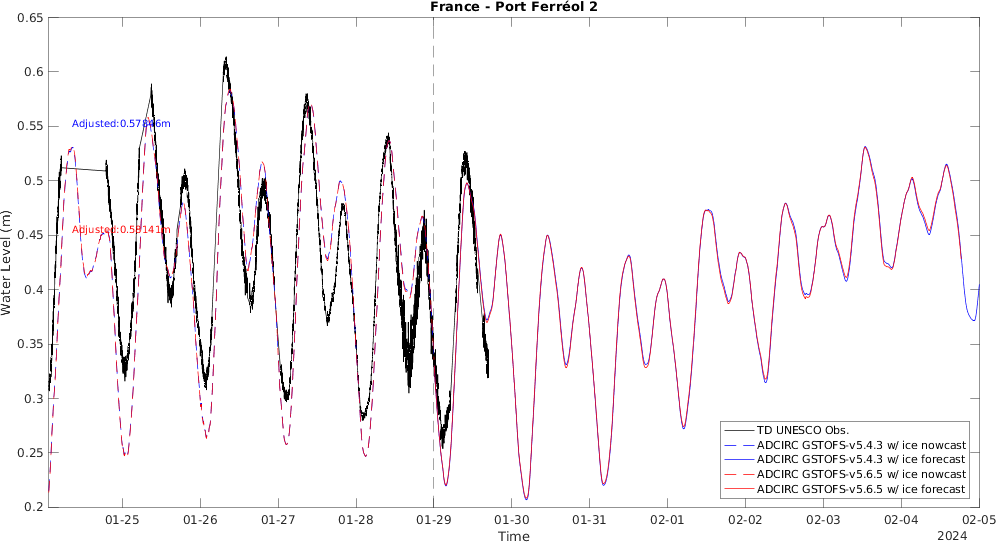 France - Port Ferréol 2
0.65
0.6
0.55
0.5
0.45
0.4
0.35
0.3
0.25
0.2
Water Level (m)
Adjusted:0.57846m
Adjusted:
TD UNESCO Obs.
ADCIRC GSTOFS-v5.4.3 w/ ice nowcast
ADCIRC GSTOFS-v5.4.3 w/ ice forecast
ADCIRC GSTOFS-v5.6.5 w/ ice nowcast
ADCIRC GSTOFS-v5.6.5 w/ ice forecast
01-25 01-26 01-27 01-28 01-29 01-30 01-31 02-01 02-02 02-03 02-04 02-05
Time
2024